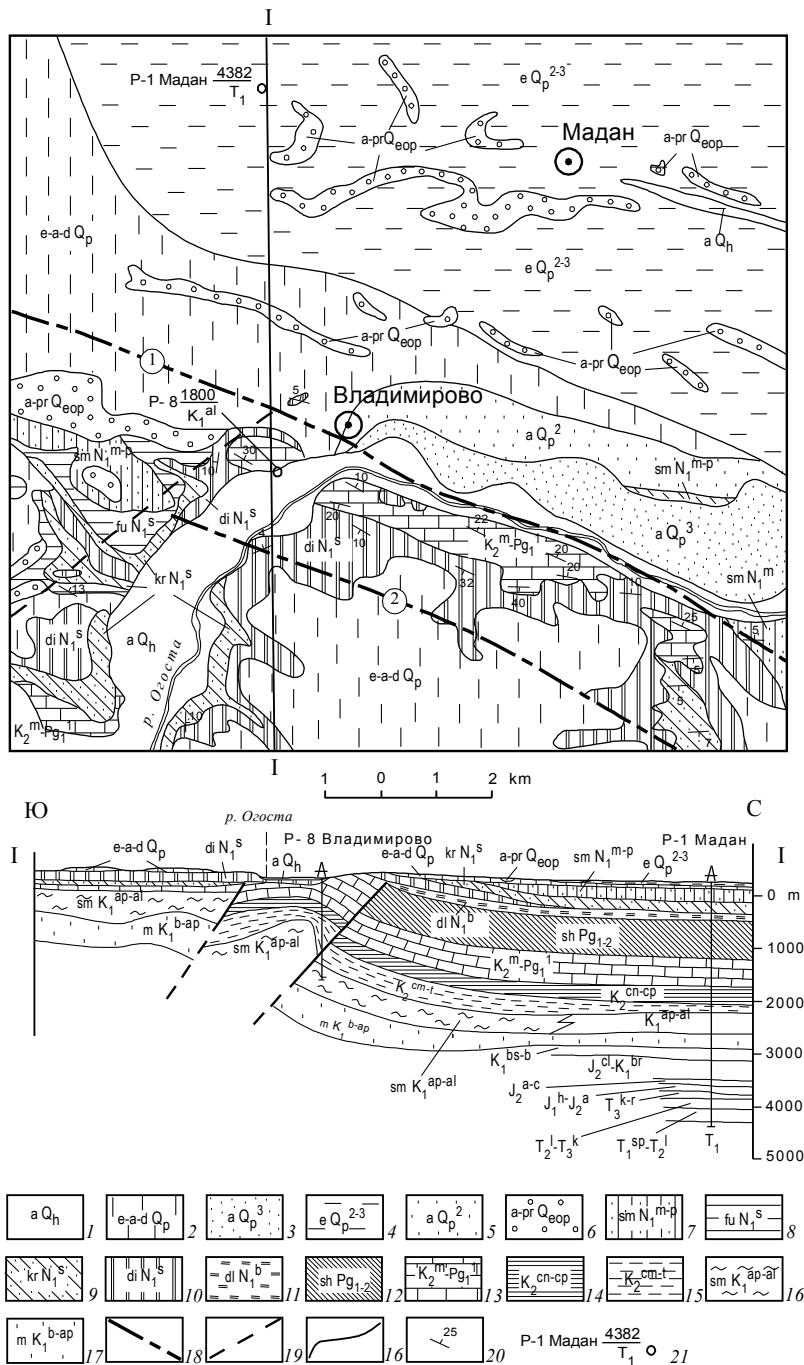 I
P-1 Мадан 4382/T₁
e Qₚ²⁻³
a-pr Qₑₒₚ
Мадан
a-pr Qₑₒₚ
a Qₕ
e-a-d Qₚ
e Qₚ²⁻³
a-pr Qₑₒₚ
a-pr Qₑₒₚ
1
5
a-pr Qₑₒₚ
P- 8 1800/K₁ᵃˡ
Владимирово
a Qₚ²
sm N₁ᵐ⁻ᵖ
30
10
sm N₁ᵐ⁻ᵖ
10
di N₁ˢ
22
fu N₁ˢ
20
di N₁ˢ
10
K₂ᵐ-Pg₁¹
20
20
a Qₚ³
sm N₁ᵐ
kr N₁ˢ
32
10
13
2
40
25
di N₁ˢ
a Qₕ
5
5
р. Огоста
e-a-d Qₚ
5
10
7
K₂ᵐ-Pg₁¹
I
1 0 1 2 km
Ю
С
р. Огоста
I
e-a-d Qₚ
di N₁ˢ
P- 8 Владимирово
a Qₕ
e-a-d Qₚ
kr N₁ˢ
a-pr Qₑₒₚ
sm N₁ᵐ⁻ᵖ
P-1 Мадан
e Qₚ²⁻³
I
0 m
sm K₁ᵃᵖ⁻ᵃˡ
m K₁ᵇ⁻ᵃᵖ
dl N₁ᵇ
sh Pg₁₋₂
sm K₁ᵃᵖ⁻ᵃˡ
1000
K₂ᵐ-Pg₁¹
K₂ᶜᵐ⁻ᵗ
K₂ᶜⁿ⁻ᶜᵖ
2000
K₁ᵃᵖ⁻ᵃˡ
m K₁ᵇ⁻ᵃᵖ
sm K₁ᵃᵖ⁻ᵃˡ
K₁ᵇˢ⁻ᵇ
3000
J₂ᶜˡ-K₁ᵇʳ
J₂ᵃ⁻ᶜ
J₁ʰ-J₂ᵃ
T₃ᵏ⁻ʳ
4000
T₂ˡ-T₃ᵏ
T₁ˢᵖ-T₂ˡ
T₁
5000
a Qₕ 1
e-a-d Qₚ 2
a Qₚ³ 3
e Qₚ²⁻³ 4
a Qₚ² 5
a-pr Qₑₒₚ 6
sm N₁ᵐ⁻ᵖ 7
fu N₁ˢ 8
kr N₁ˢ 9
di N₁ˢ 10
dl N₁ᵇ 11
sh Pg₁₋₂ 12
K₂ᵐ-Pg₁¹ 13
K₂ᶜⁿ⁻ᶜᵖ 14
K₂ᶜᵐ⁻ᵗ 15
sm K₁ᵃᵖ⁻ᵃˡ 16
m K₁ᵇ⁻ᵃᵖ 17
18
19
16
25 20
P-1 Мадан 4382/T₁ 21